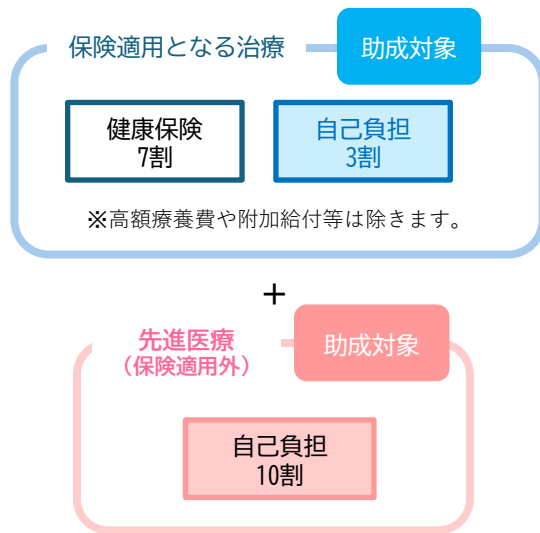 保険適用となる治療
助成対象
健康保険
7割
自己負担
3割
※高額療養費や附加給付等は除きます。
+
先進医療
（保険適用外）
助成対象
自己負担
10割